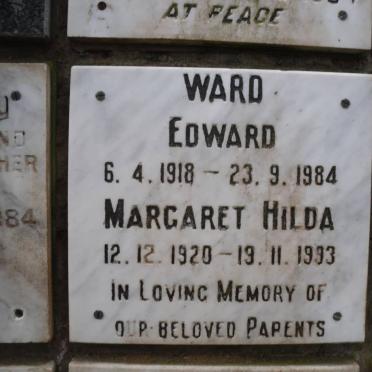 AT PEACE
WARD
EDWARD
6. 4. 1918 – 23. 9. 1984
MARGARET HILDA
12. 12. 1920 – 19. 11. 1993
IN LOVING MEMORY OF
OUR BELOVED PARENTS